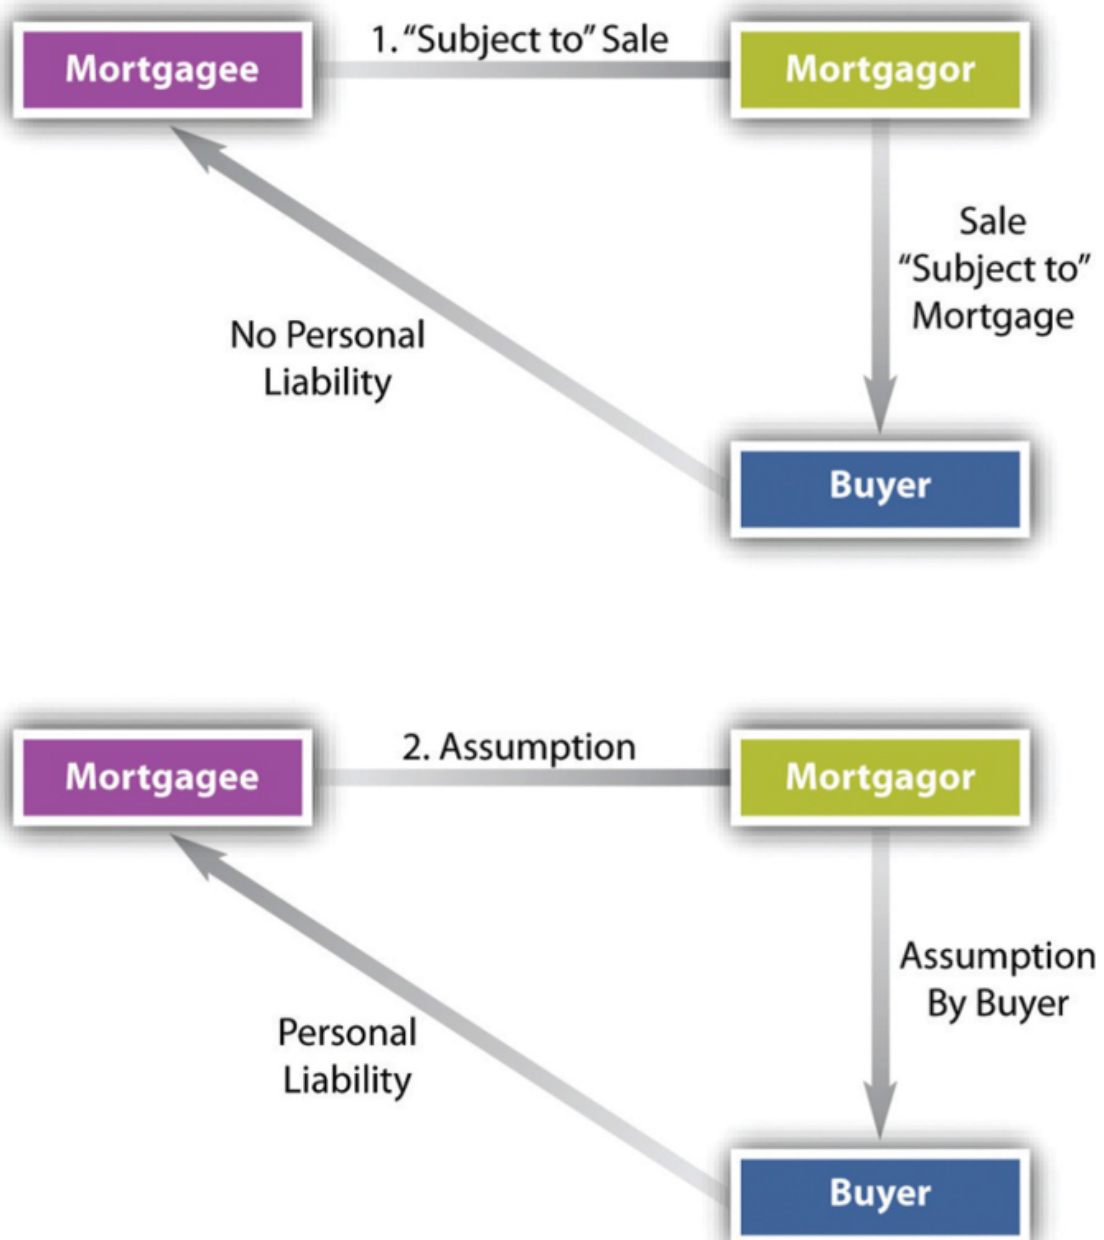 1. “Subject to” Sale
Mortgagee
Mortgagor
Sale
“Subject to”
Mortgage
No Personal
Liability
Buyer
2. Assumption
Mortgagee
Mortgagor
Assumption
By Buyer
Personal
Liability
Buyer